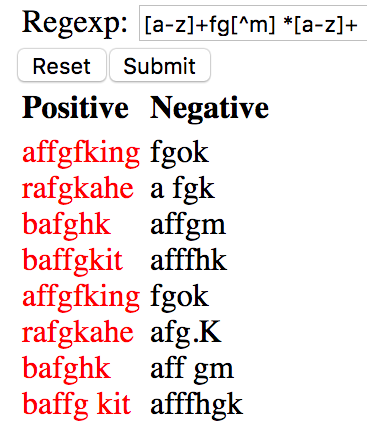 Regexp: [a-z]+fg[^m] *[a-z]+
Reset Submit
Positive Negative
affgfking fgok
rafgkahe a fgk
bafghk affgm
baffgkit afffhk
affgfking fgok
rafgkahe afg.K
bafghk aff gm
baffg kit afffhgk